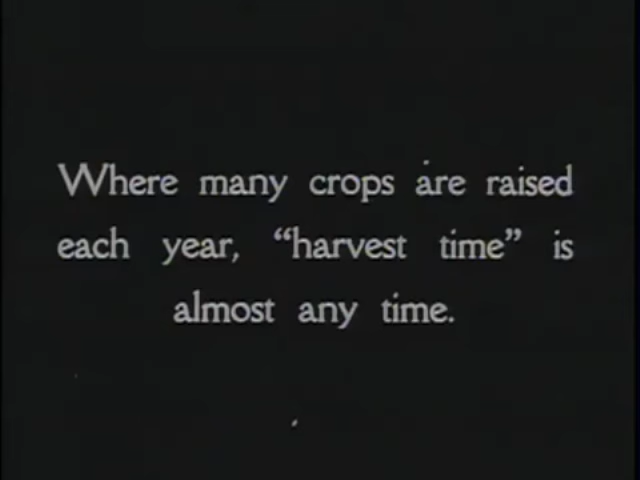 Where many crops are raised
each year, “harvest time” is
almost any time.